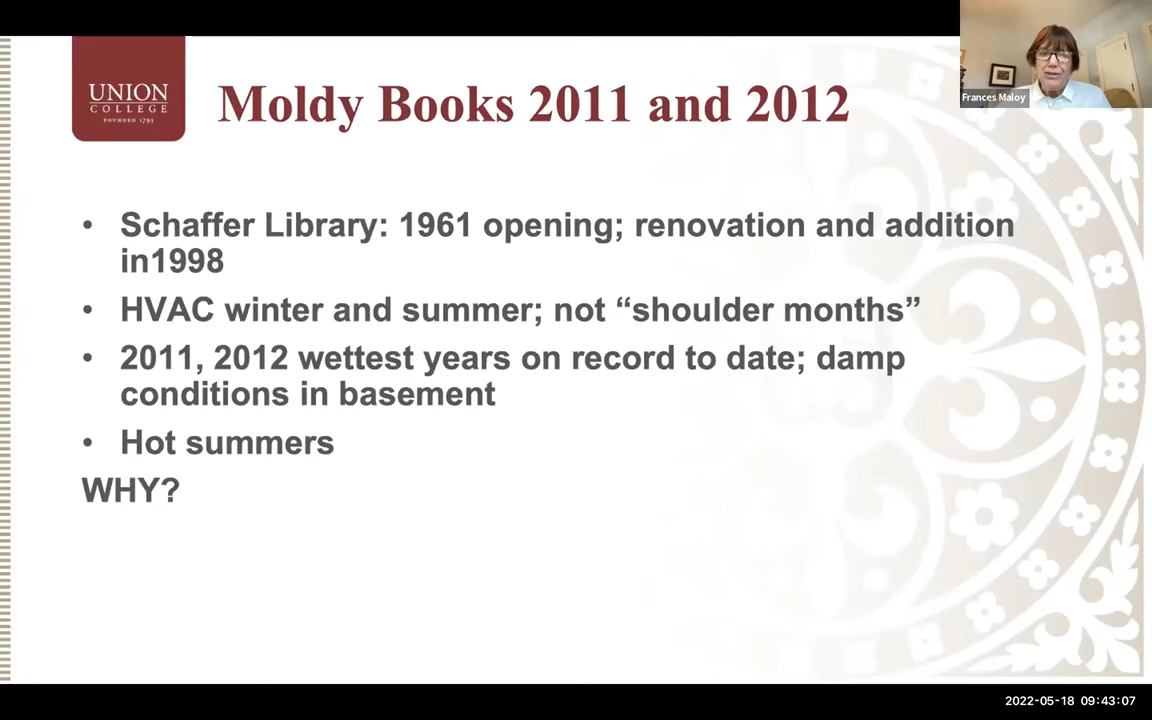 UNION
COLLEGE
FOUNDED 1795
Moldy Books 2011 and 2012
Frances Maloy
• Schaffer Library: 1961 opening; renovation and addition
in1998
• HVAC winter and summer; not “shoulder months”
• 2011, 2012 wettest years on record to date; damp
conditions in basement
• Hot summers
WHY?
2022-05-18 09:43:07